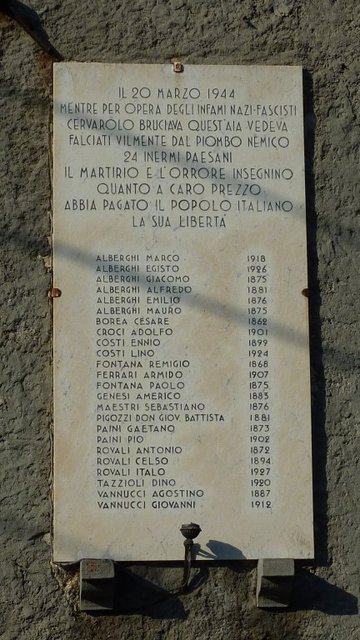 IL 20 MARZO 1944
MENTRE PER OPERA DEGLI INFAMI NAZI-FASCISTI
CERVAROLO BRUCIAVA QUEST'AIA VEDEVA
FALCIATI VILMENTE DAL PIOMBO NEMICO
24 INERMI PAESANI
IL MARTIRIO E L'ORRORE INSEGNINO
QUANTO A CARO PREZZO
ABBIA PAGATO IL POPOLO ITALIANO
LA SUA LIBERTÀ
ALBERGHI MARCO 1918
ALBERGHI EGISTO 1926
ALBERGHI GIACOMO 1875
ALBERGHI ALFREDO 1881
ALBERGHI EMILIO 1876
ALBERGHI MAURO 1875
BOREA CESARE 1862
CROCI ADOLFO 1901
COSTI ENNIO 1899
COSTI LINO 1924
FONTANA REMIGIO 1868
FERRARI ARMIDO 1907
FONTANA PAOLO 1875
GENESI AMERICO 1883
MAESTRI SEBASTIANO 1876
PIGOZZI DON GIOV. BATTISTA 1881
PAINI GAETANO 1873
PAINI PIO 1902
ROVALI ANTONIO 1872
ROVALI CELSO 1894
ROVALI ITALO 1927
TAZZIOLI DINO 1920
VANNUCCI AGOSTINO 1887
VANNUCCI GIOVANNI 1912